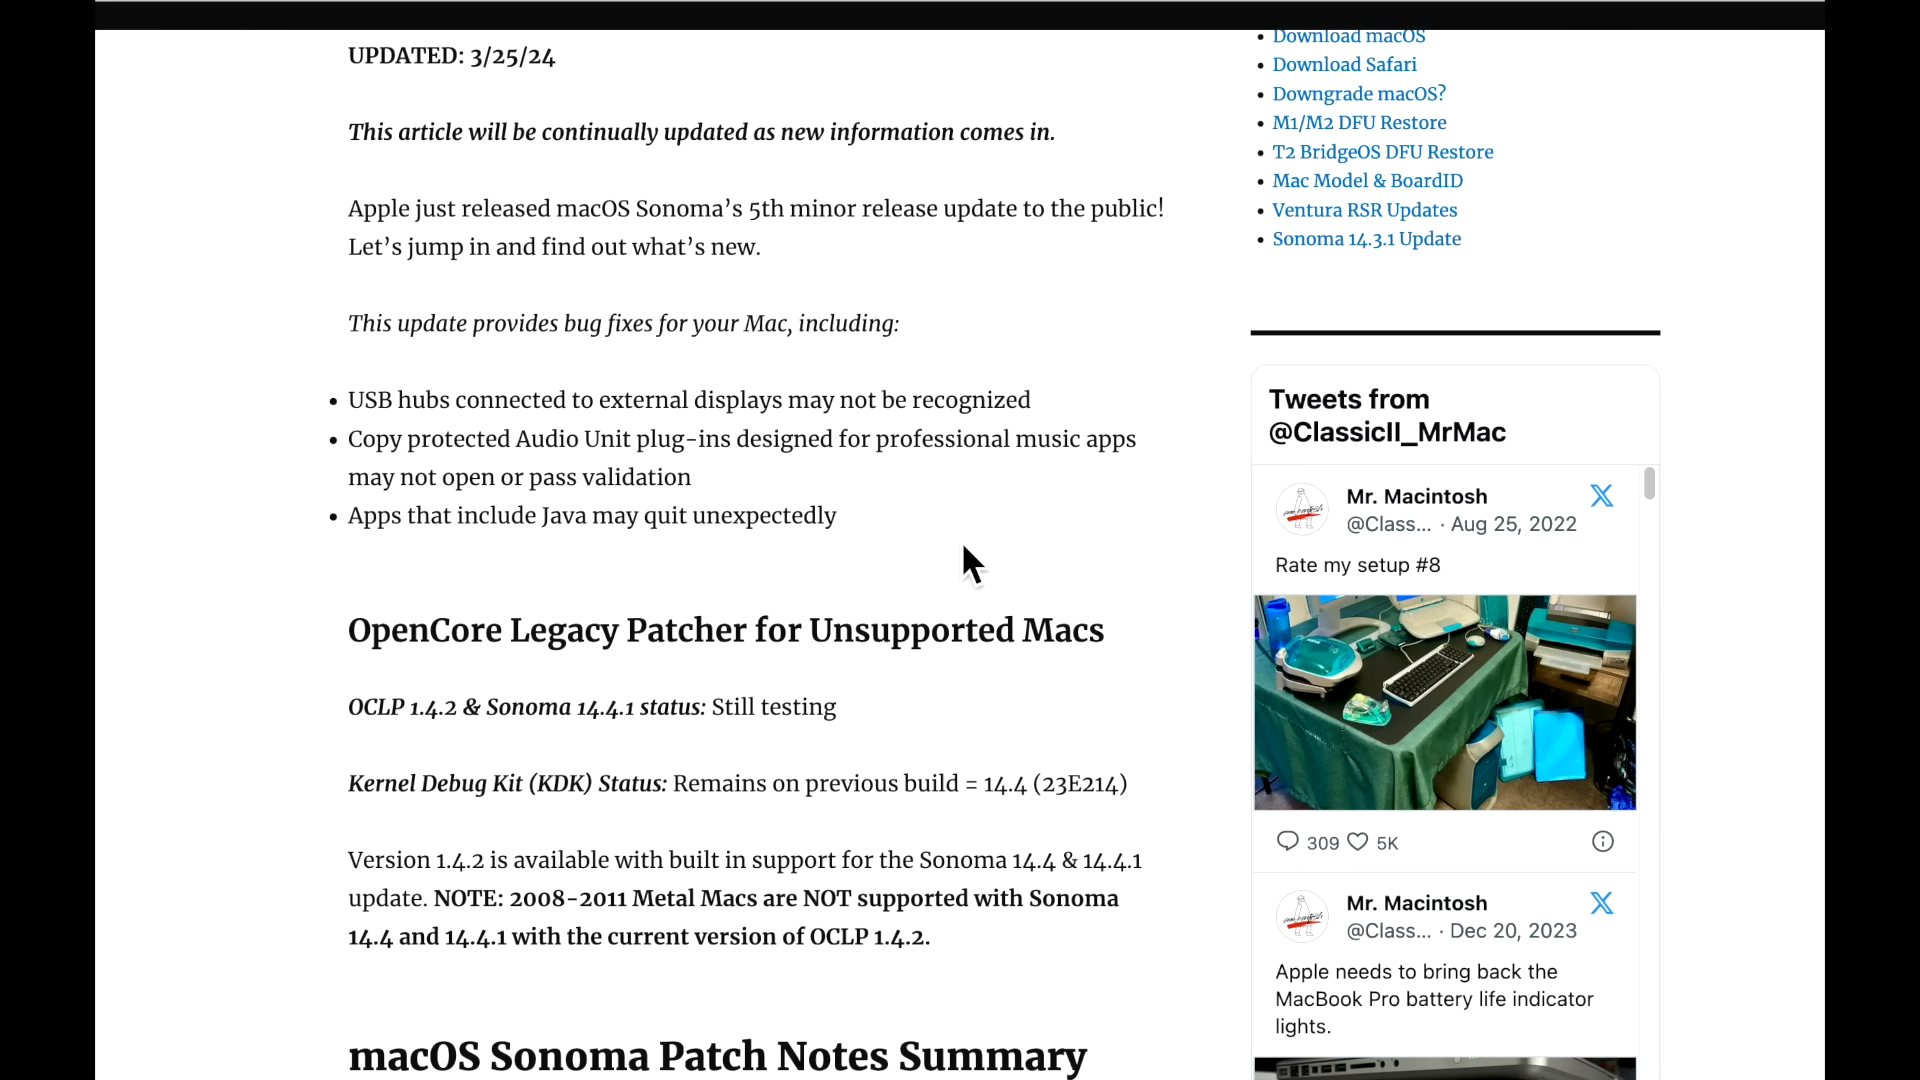 UPDATED: 3/25/24
This article will be continually updated as new information comes in.
Apple just released macOS Sonoma’s 5th minor release update to the public!
Let’s jump in and find out what’s new.
This update provides bug fixes for your Mac, including:
• USB hubs connected to external displays may not be recognized
• Copy protected Audio Unit plug-ins designed for professional music apps
may not open or pass validation
• Apps that include Java may quit unexpectedly
OpenCore Legacy Patcher for Unsupported Macs
OCLP 1.4.2 & Sonoma 14.4.1 status: Still testing
Kernel Debug Kit (KDK) Status: Remains on previous build = 14.4 (23E214)
Version 1.4.2 is available with built in support for the Sonoma 14.4 & 14.4.1
update. NOTE: 2008-2011 Metal Macs are NOT supported with Sonoma
14.4 and 14.4.1 with the current version of OCLP 1.4.2.
macOS Sonoma Patch Notes Summary
• Download macOS
• Download Safari
• Downgrade macOS?
• M1/M2 DFU Restore
• T2 BridgeOS DFU Restore
• Mac Model & BoardID
• Ventura RSR Updates
• Sonoma 14.3.1 Update
Tweets from
@ClassicII_MrMac
Mr. Macintosh
@Class... · Aug 25, 2022
Rate my setup #8
309 5K
Mr. Macintosh
@Class... · Dec 20, 2023
Apple needs to bring back the
MacBook Pro battery life indicator
lights.